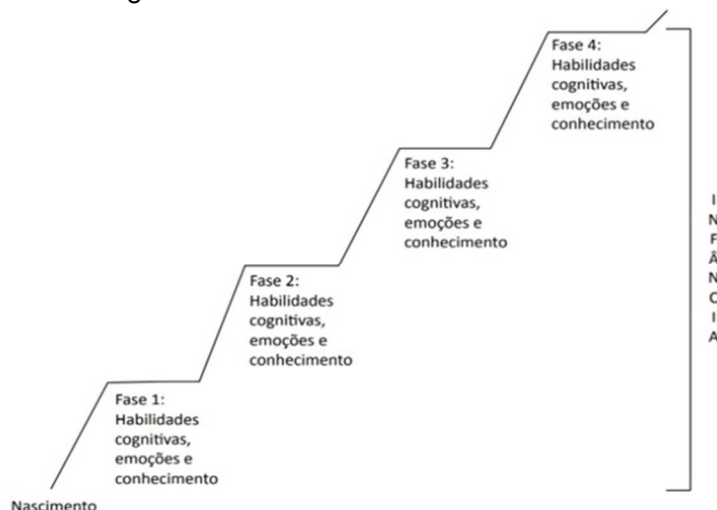 Fase 4:
Habilidades
cognitivas,
emoções e
conhecimento
Fase 3:
Habilidades
cognitivas,
emoções e
conhecimento
Fase 2:
Habilidades
cognitivas,
emoções e
conhecimento
Fase 1:
Habilidades
cognitivas,
emoções e
conhecimento
Nascimento
INFÂNCIA